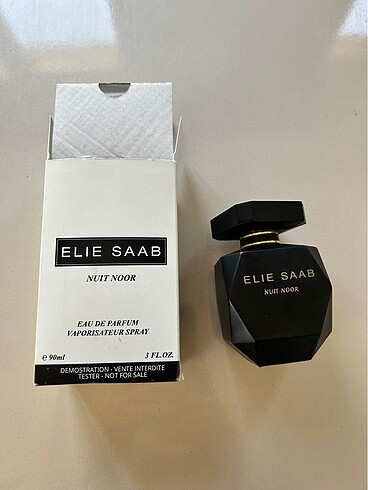 ELIE SAAB
NUIT NOOR
EAU DE PARFUM
VAPORISATEUR SPRAY
℮ 90ml 3 FL.OZ.
DEMOSTRATION - VENTE INTERDITE
TESTER - NOT FOR SALE
ELIE SAAB
NUIT NOOR